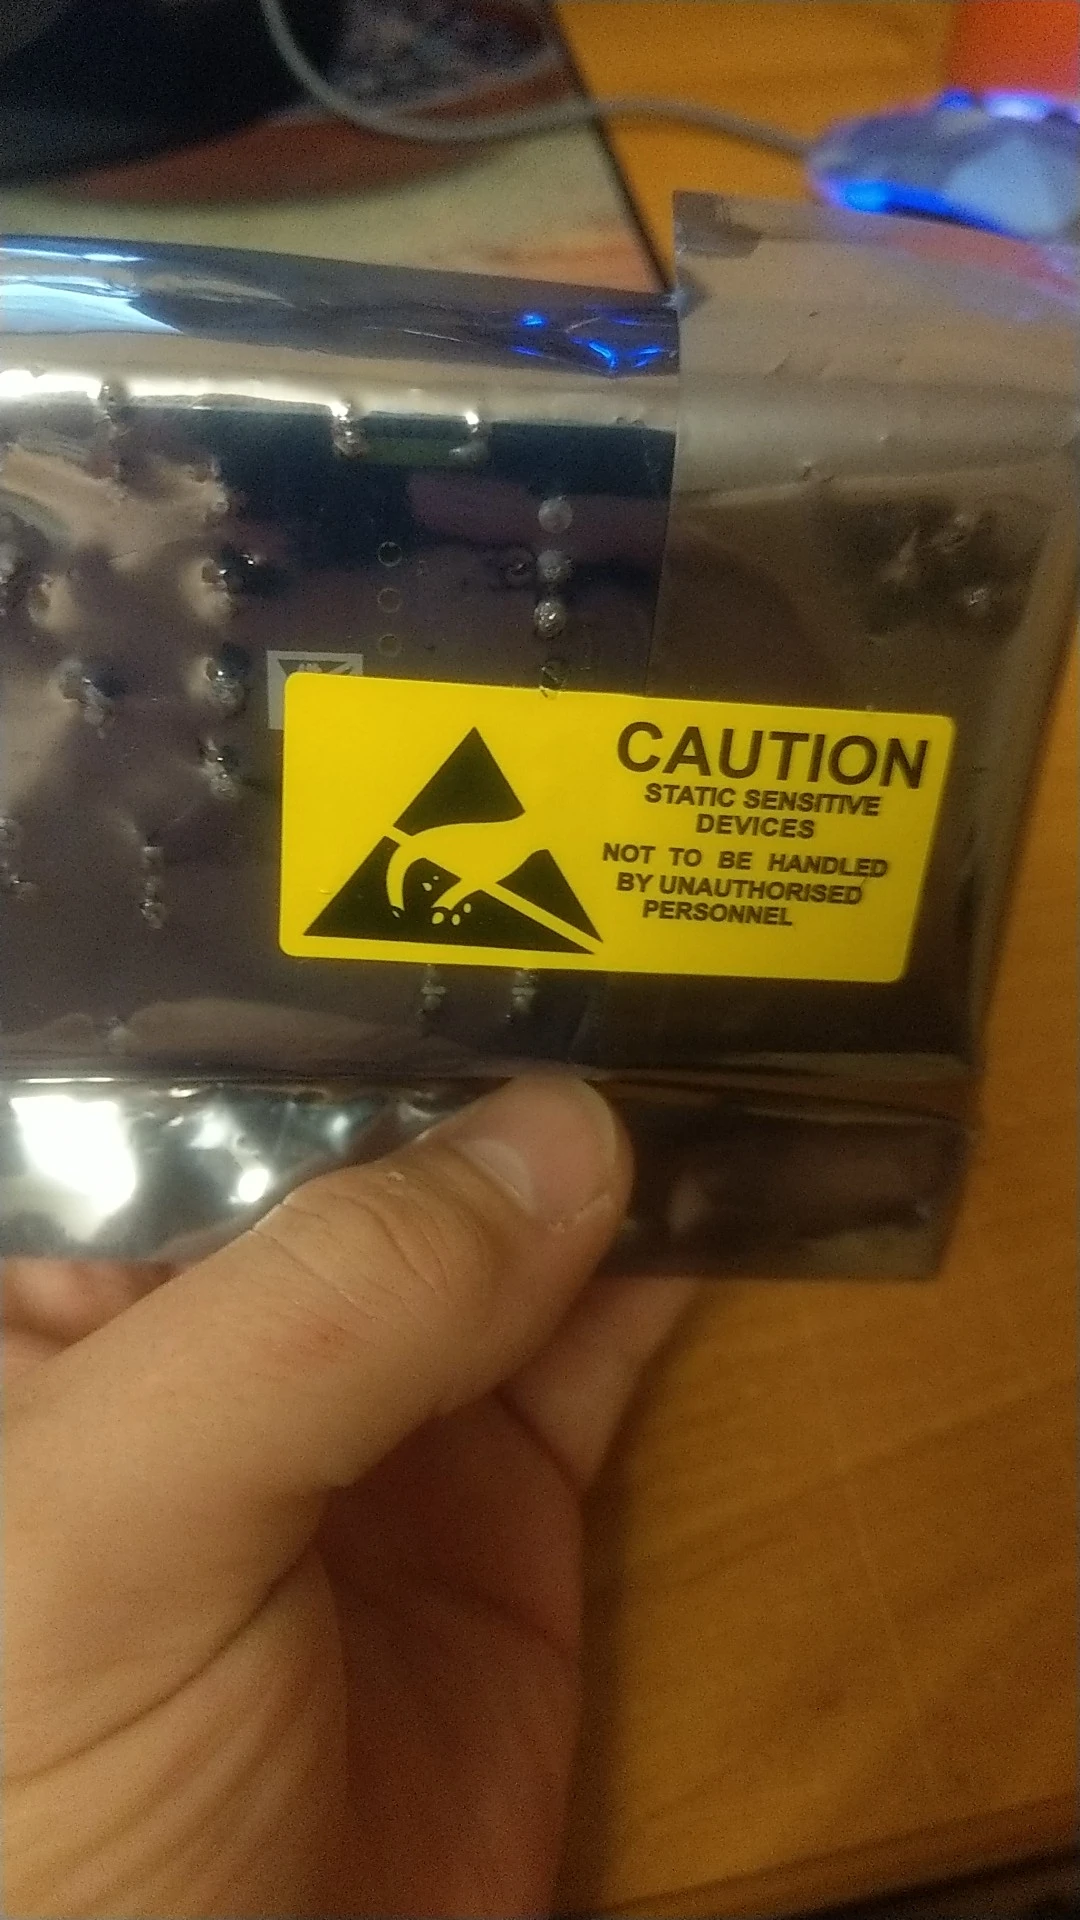 CAUTION
STATIC SENSITIVE
DEVICES
NOT TO BE HANDLED
BY UNAUTHORISED
PERSONNEL